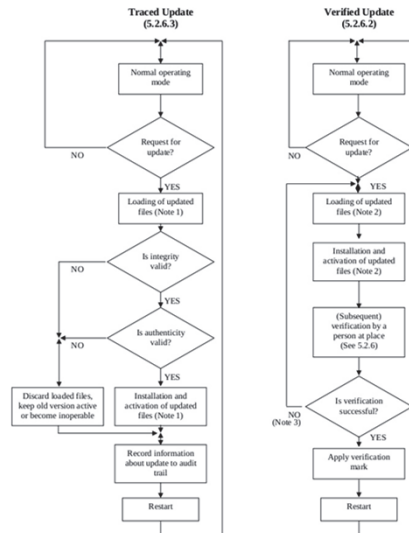 Traced Update
(5.2.6.3)
Normal operating
mode
Request for
update?
NO
YES
Loading of updated
files (Note 1)
Is integrity
valid?
NO
YES
Is authenticity
valid?
NO
YES
Discard loaded files,
keep old version active
or become inoperable
Installation and
activation of updated
files (Note 1)
Record information
about update to audit
trail
Restart
Verified Update
(5.2.6.2)
Normal operating
mode
Request for
update?
NO
YES
Loading of updated
files (Note 2)
Installation and
activation of updated
files (Note 2)
(Subsequent)
verification by a
person at place
(See 5.2.6)
Is verification
successful?
NO
(Note 3)
YES
Apply verification
mark
Restart